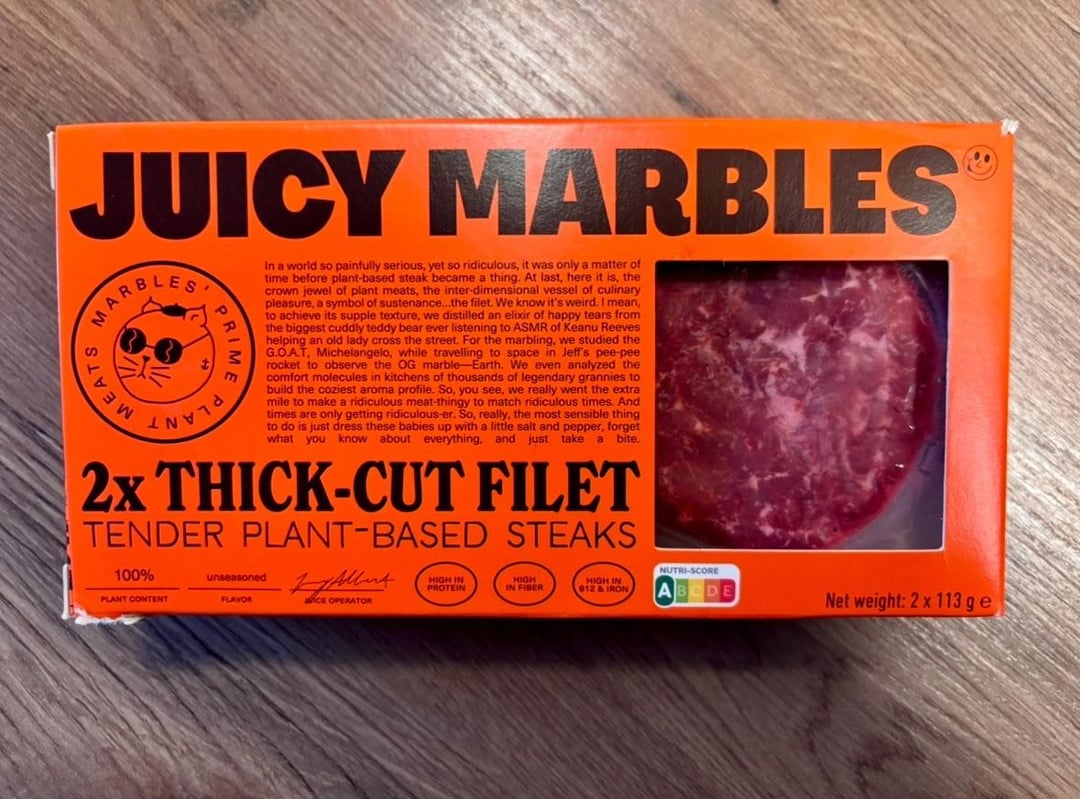 JUICY MARBLES
MARBLES' PRIME PLANT MEATS
In a world so painfully serious, yet so ridiculous, it was only a matter of
time before plant-based steak became a thing. At last, here it is, the
crown jewel of plant meats, the inter-dimensional vessel of culinary
pleasure, a symbol of sustenance...the filet. We know it's weird. I mean,
to achieve its supple texture, we distilled an elixir of happy tears from
the biggest cuddly teddy bear ever listening to ASMR of Keanu Reeves
helping an old lady cross the street. For the marbling, we studied the
G.O.A.T, Michelangelo, while travelling to space in Jeff's pee-pee
rocket to observe the OG marble—Earth. We even analyzed the
comfort molecules in kitchens of thousands of legendary grannies to
build the coziest aroma profile. So, you see, we really went the extra
mile to make a ridiculous meat-thingy to match ridiculous times. And
times are only getting ridiculous-er. So, really, the most sensible thing
to do is just dress these babies up with a little salt and pepper, forget
what you know about everything, and just take a bite.
2x THICK-CUT FILET
TENDER PLANT-BASED STEAKS
100%
PLANT CONTENT
unseasoned
FLAVOR
JUICE OPERATOR
HIGH IN
PROTEIN
HIGH IN
FIBER
HIGH IN
B12 & IRON
NUTRI-SCORE
A B C D E
Net weight: 2 x 113 g e